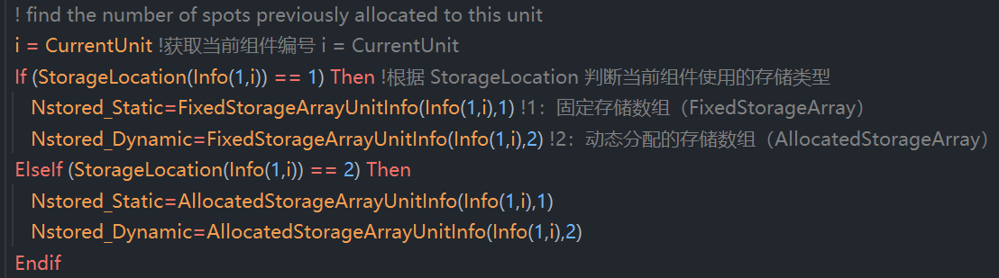 ! find the number of spots previously allocated to this unit
i = CurrentUnit !获取当前组件编号 i = CurrentUnit
If (StorageLocation(Info(1,i)) == 1) Then !根据 StorageLocation 判断当前组件使用的存储类型
Nstored_Static=FixedStorageArrayUnitInfo(Info(1,i),1) !1：固定存储数组（FixedStorageArray）
Nstored_Dynamic=FixedStorageArrayUnitInfo(Info(1,i),2) !2：动态分配的存储数组（AllocatedStorageArray）
ElseIf (StorageLocation(Info(1,i)) == 2) Then
Nstored_Static=AllocatedStorageArrayUnitInfo(Info(1,i),1)
Nstored_Dynamic=AllocatedStorageArrayUnitInfo(Info(1,i),2)
Endif